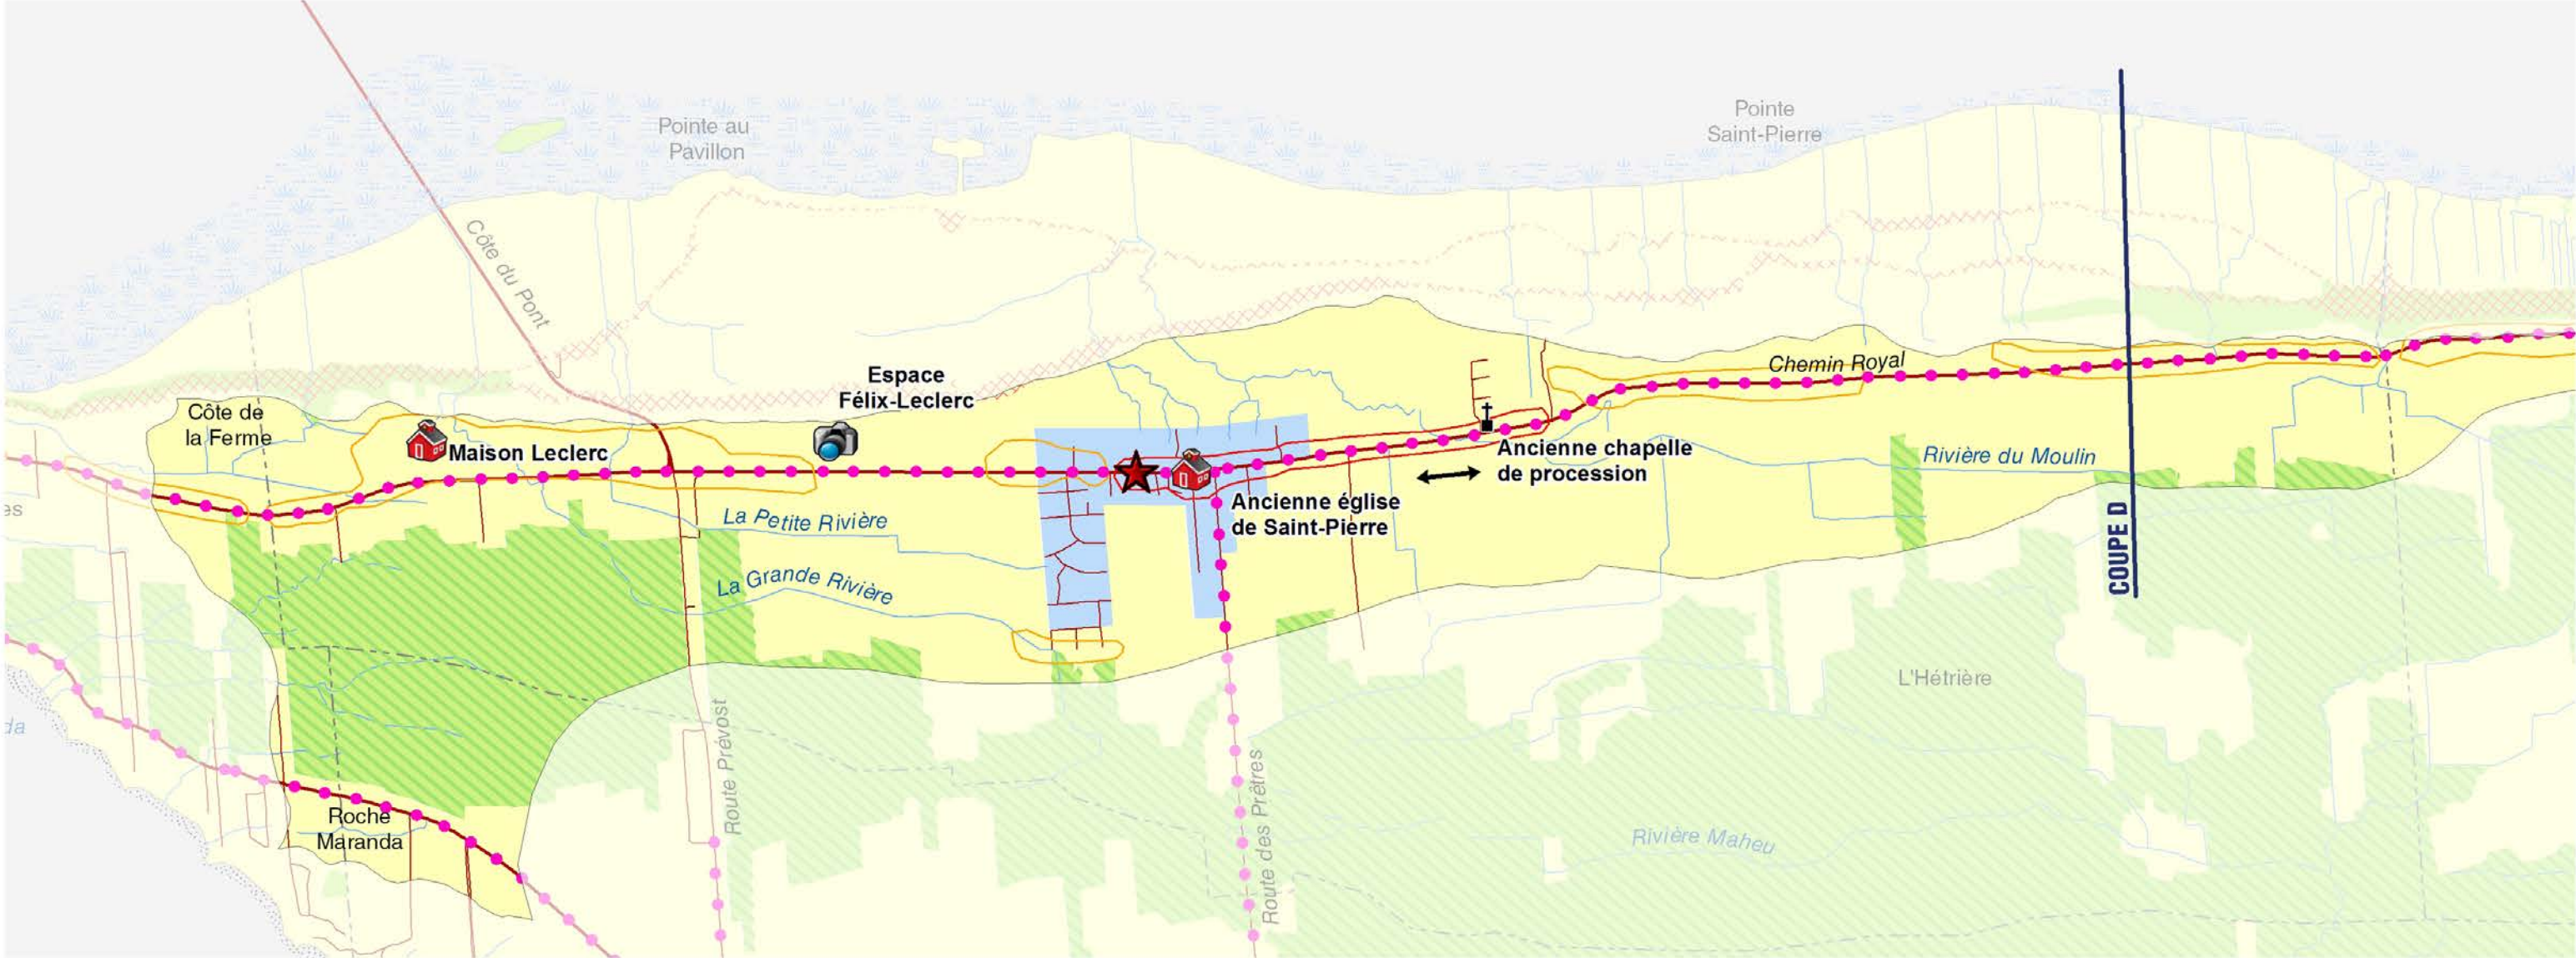 Pointe au
Pavillon
Pointe
Saint-Pierre
Côte du Pont
Espace
Félix-Leclerc
Chemin Royal
Côte de
la Ferme
Maison Leclerc
Ancienne chapelle
de procession
Rivière du Moulin
es
Ancienne église
de Saint-Pierre
La Petite Rivière
La Grande Rivière
COUPE D
L'Hétrière
da
Route Prévost
Route des Prêtres
Roche
Maranda
Rivière Maheu